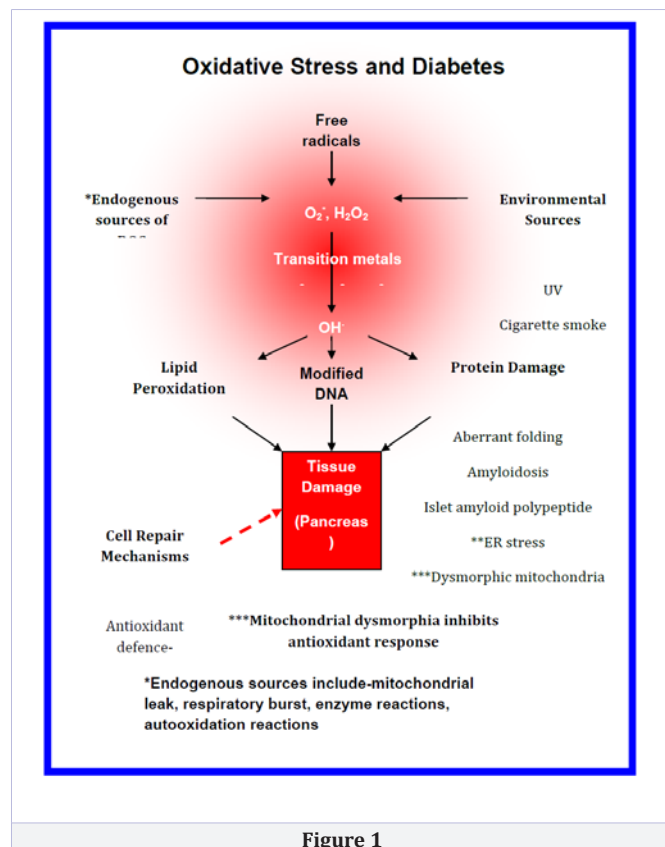 Oxidative Stress and Diabetes
Free
radicals
*Endogenous
sources of
O₂⁻, H₂O₂
Environmental
Sources
Transition metals
- - -
UV
Cigarette smoke
OH·
Lipid
Peroxidation
Modified
DNA
Protein Damage
Tissue
Damage
(Pancreas
)
Aberrant folding
Amyloidosis
Islet amyloid polypeptide
**ER stress
***Dysmorphic mitochondria
Cell Repair
Mechanisms
Antioxidant
defence-
***Mitochondrial dysmorphia inhibits
antioxidant response
*Endogenous sources include-mitochondrial
leak, respiratory burst, enzyme reactions,
autooxidation reactions
Figure 1